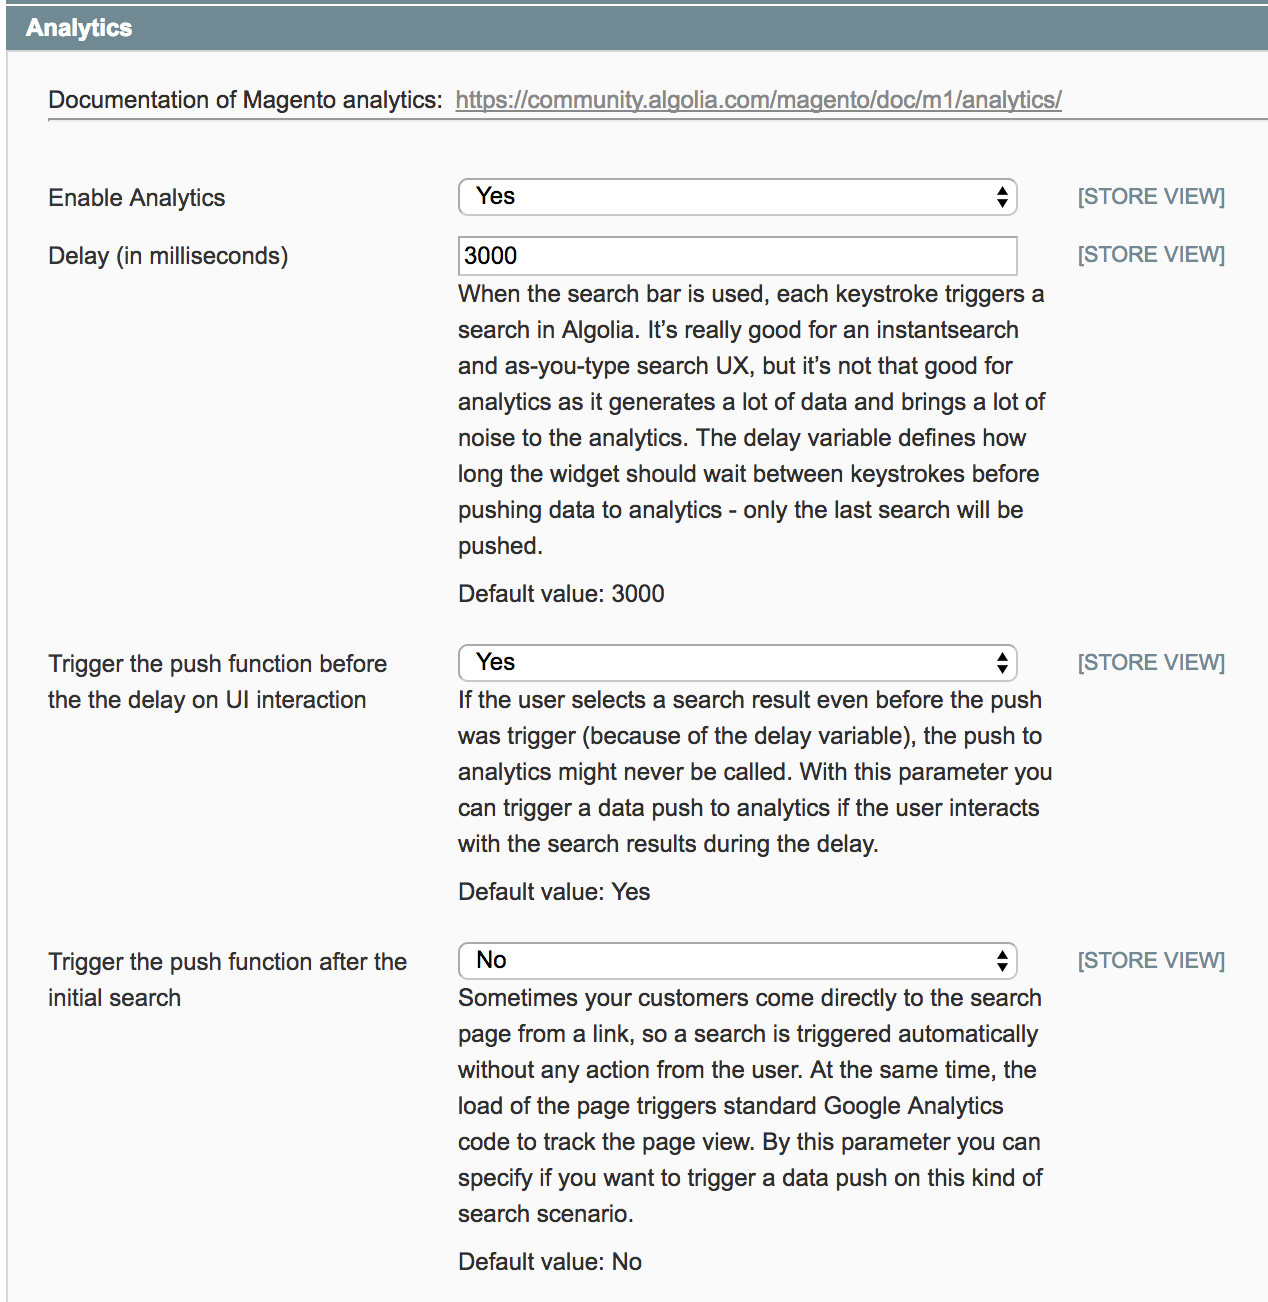 Analytics
Documentation of Magento analytics: https://community.algolia.com/magento/doc/m1/analytics/
Enable Analytics Yes [STORE VIEW]
Delay (in milliseconds) 3000 [STORE VIEW]
When the search bar is used, each keystroke triggers a
search in Algolia. It’s really good for an instantsearch
and as-you-type search UX, but it’s not that good for
analytics as it generates a lot of data and brings a lot of
noise to the analytics. The delay variable defines how
long the widget should wait between keystrokes before
pushing data to analytics - only the last search will be
pushed.
Default value: 3000
Trigger the push function before
the the delay on UI interaction
Yes [STORE VIEW]
If the user selects a search result even before the push
was trigger (because of the delay variable), the push to
analytics might never be called. With this parameter you
can trigger a data push to analytics if the user interacts
with the search results during the delay.
Default value: Yes
Trigger the push function after the
initial search
No [STORE VIEW]
Sometimes your customers come directly to the search
page from a link, so a search is triggered automatically
without any action from the user. At the same time, the
load of the page triggers standard Google Analytics
code to track the page view. By this parameter you can
specify if you want to trigger a data push on this kind of
search scenario.
Default value: No